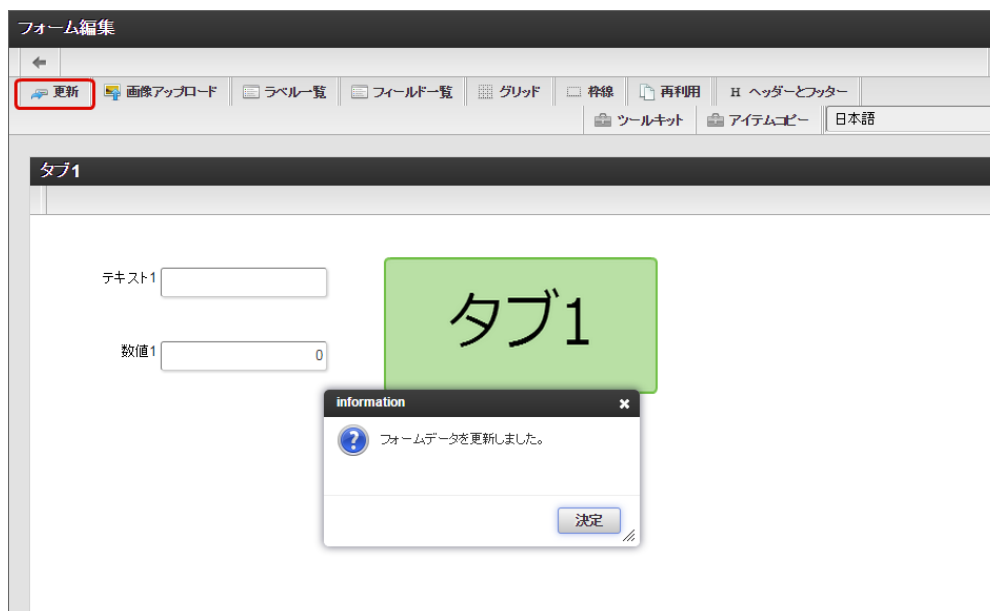 フォーム編集
更新 画像アップロード ラベル一覧 フィールド一覧 グリッド 枠線 再利用 H ヘッダーとフッター
ツールキット アイテムコピー 日本語
タブ1
テキスト1
タブ1
数値1 0
information
フォームデータを更新しました。
決定